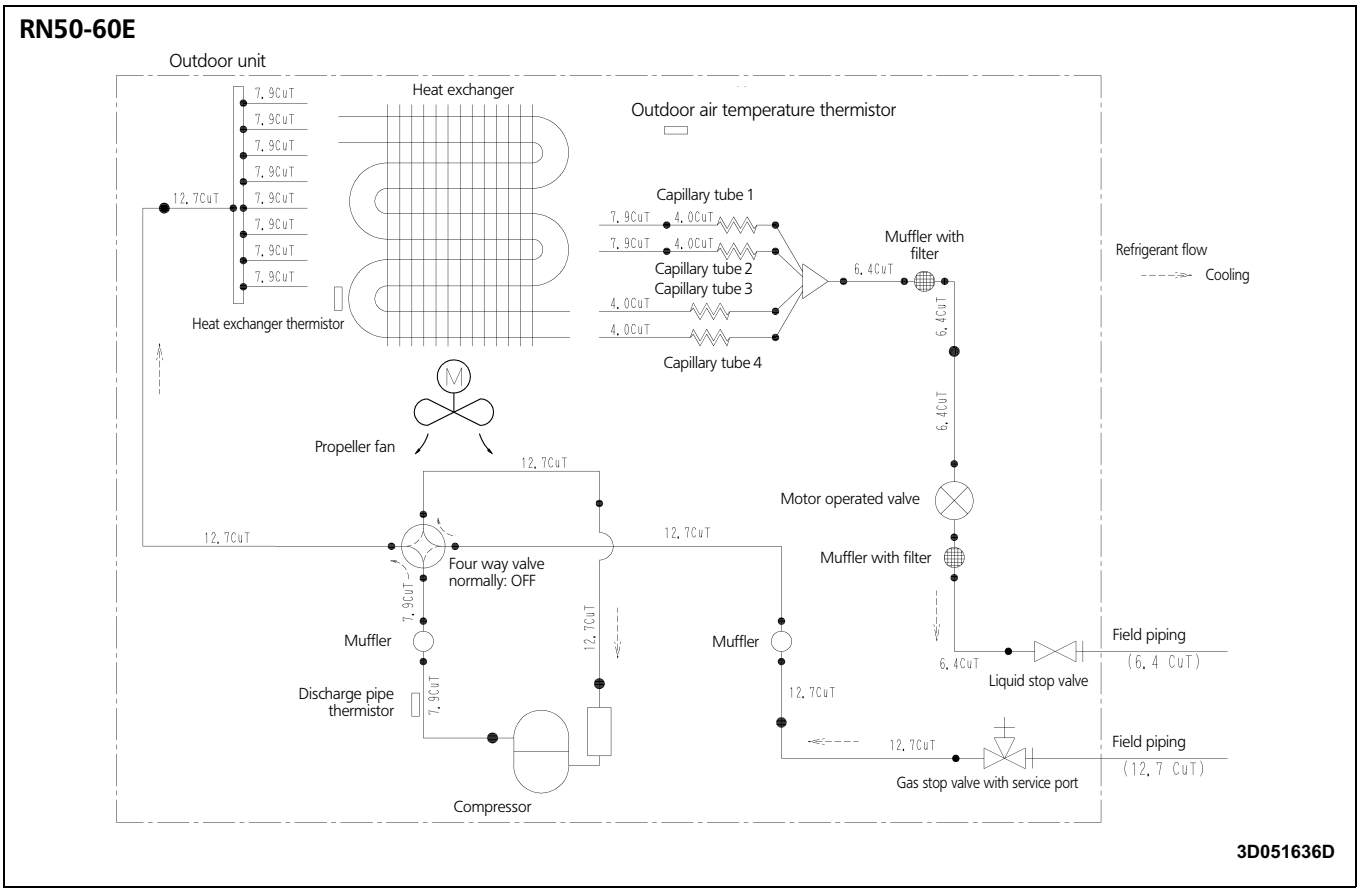 RN50-60E
Outdoor unit
Heat exchanger
Outdoor air temperature thermistor
7.9CuT
7.9CuT
7.9CuT
7.9CuT
7.9CuT
7.9CuT
7.9CuT
7.9CuT
12.7CuT
Heat exchanger thermistor
Capillary tube 1
7.9CuT 4.0CuT
7.9CuT 4.0CuT
Capillary tube 2
Capillary tube 3
4.0CuT
4.0CuT
Capillary tube 4
6.4CuT
Muffler with
filter
6.4CuT
6.4CuT
Refrigerant flow
Cooling
M
Propeller fan
12.7CuT
12.7CuT
12.7CuT
Four way valve
normally: OFF
7.9CuT
Muffler
Discharge pipe
thermistor
7.9CuT
12.7CuT
Compressor
Muffler
12.7CuT
Motor operated valve
Muffler with filter
6.4CuT
Liquid stop valve
Field piping
(6.4 CuT)
12.7CuT
Gas stop valve with service port
Field piping
(12.7 CuT)
3D051636D